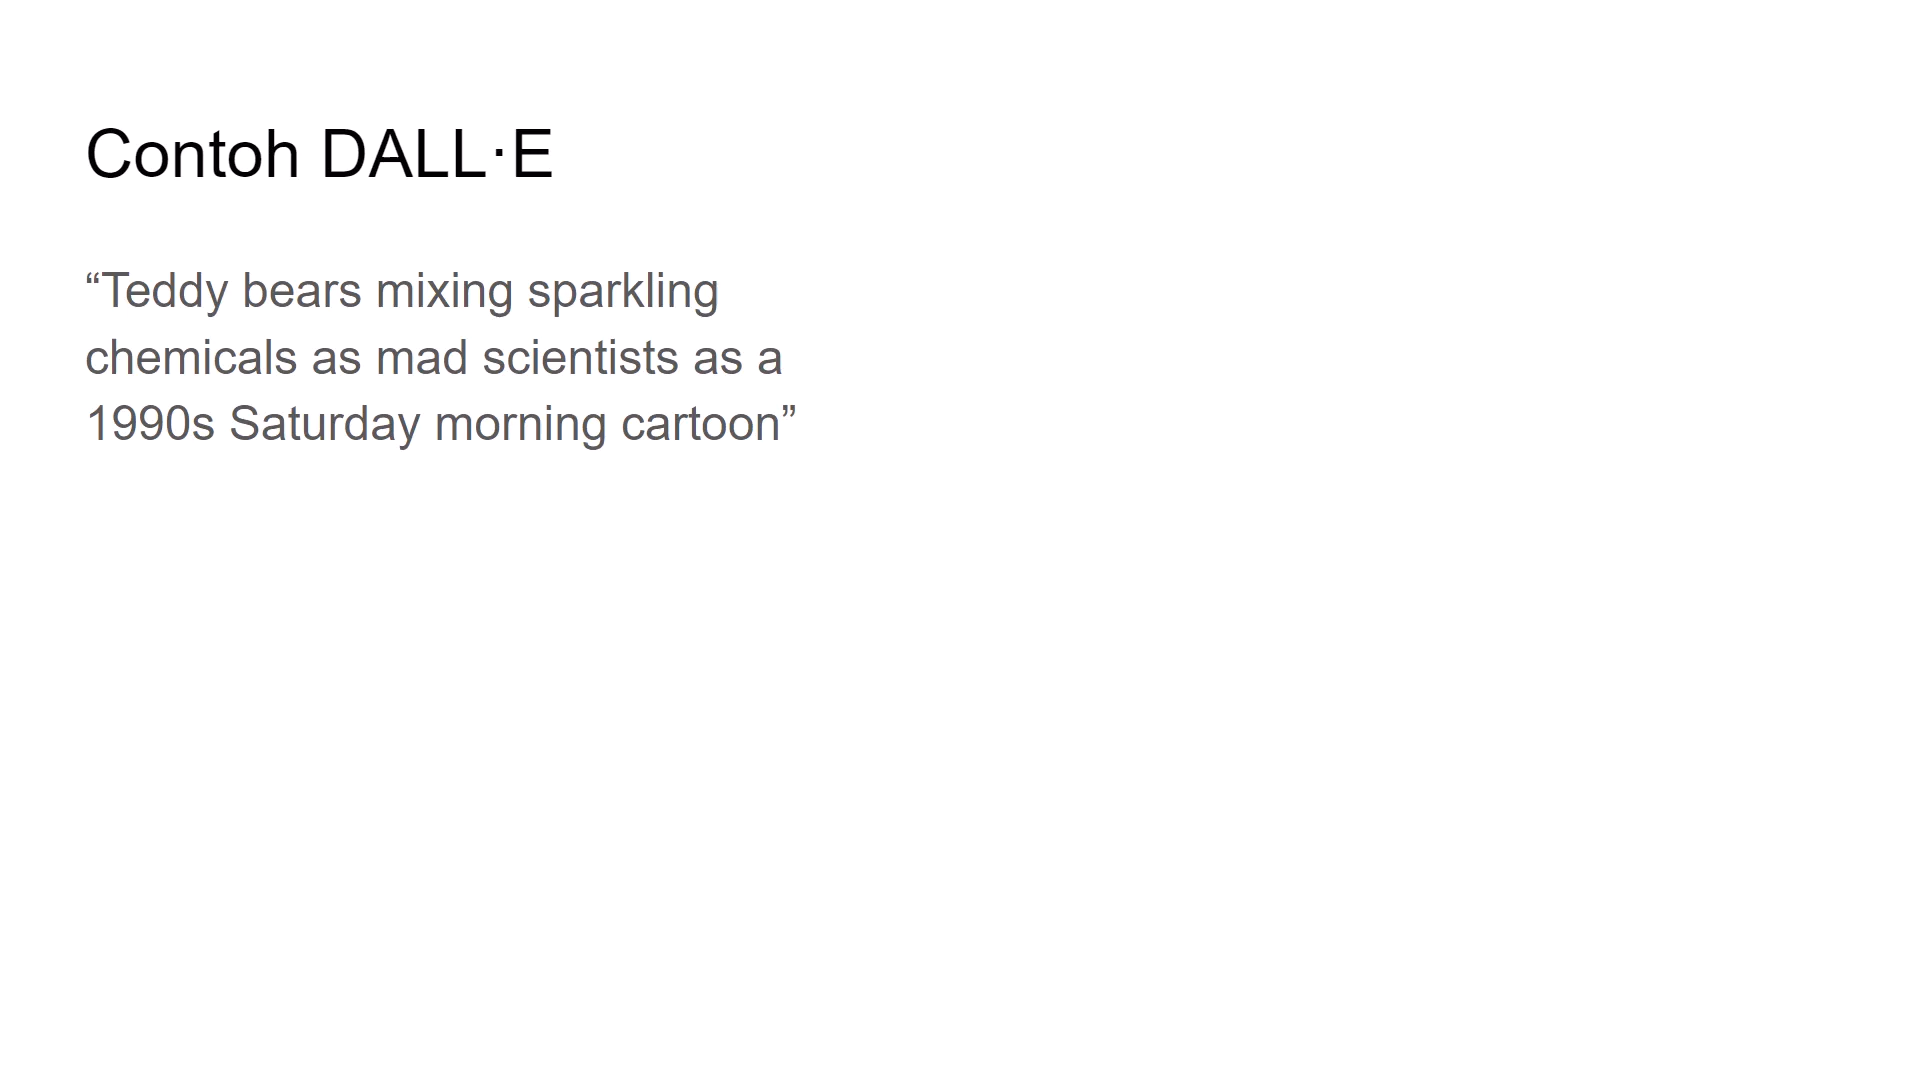 Contoh DALL·E
“Teddy bears mixing sparkling
chemicals as mad scientists as a
1990s Saturday morning cartoon”